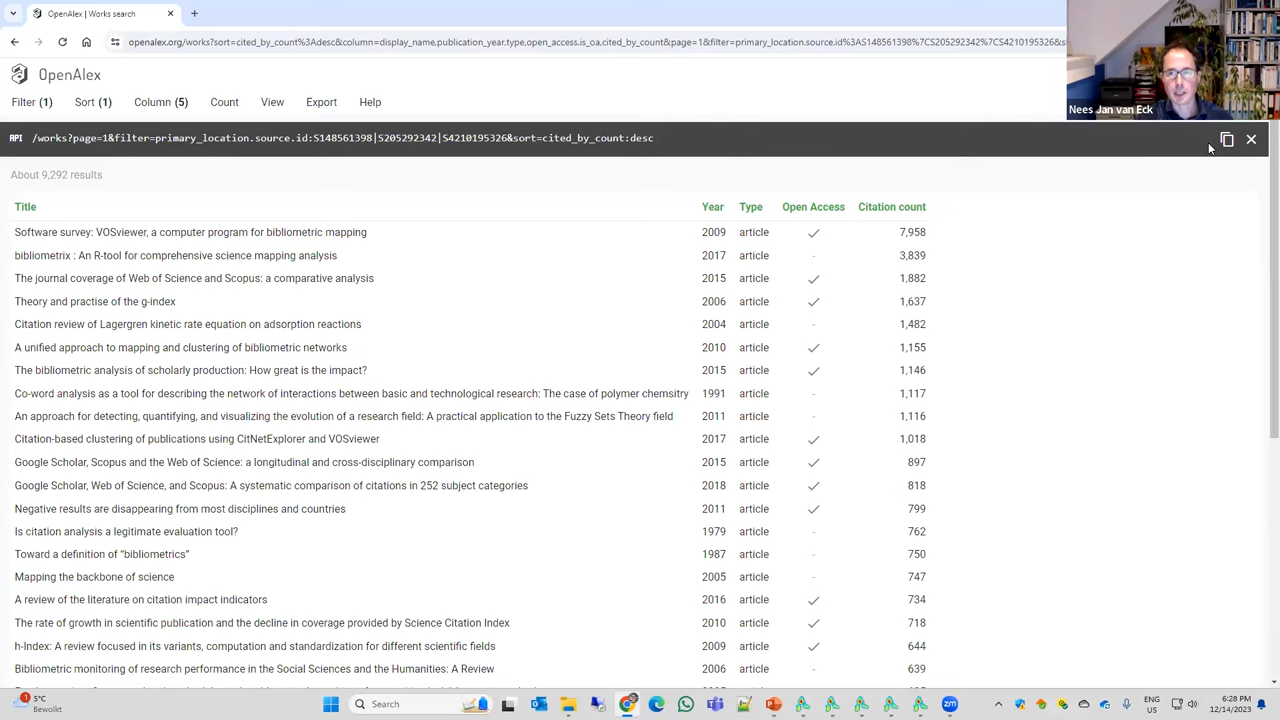 OpenAlex | Works search
openalex.org/works?sort=cited_by_count%3Adesc&column=display_name,publication_year,type,open_access.is_oa,cited_by_count&page=1&filter=primary_location.source.id%3AS148561398%7CS205292342%7CS4210195326&s
Nees Jan van Eck
OpenAlex
Filter (1) Sort (1) Column (5) Count View Export Help
API /works?page=1&filter=primary_location.source.id:S148561398|S205292342|S4210195326&sort=cited_by_count:desc
About 9,292 results
Title Year Type Open Access Citation count
Software survey: VOSviewer, a computer program for bibliometric mapping 2009 article ✓ 7,958
bibliometrix : An R-tool for comprehensive science mapping analysis 2017 article - 3,839
The journal coverage of Web of Science and Scopus: a comparative analysis 2015 article ✓ 1,882
Theory and practise of the g-index 2006 article ✓ 1,637
Citation review of Lagergren kinetic rate equation on adsorption reactions 2004 article - 1,482
A unified approach to mapping and clustering of bibliometric networks 2010 article ✓ 1,155
The bibliometric analysis of scholarly production: How great is the impact? 2015 article ✓ 1,146
Co-word analysis as a tool for describing the network of interactions between basic and technological research: The case of polymer chemsitry 1991 article - 1,117
An approach for detecting, quantifying, and visualizing the evolution of a research field: A practical application to the Fuzzy Sets Theory field 2011 article - 1,116
Citation-based clustering of publications using CitNetExplorer and VOSviewer 2017 article ✓ 1,018
Google Scholar, Scopus and the Web of Science: a longitudinal and cross-disciplinary comparison 2015 article ✓ 897
Google Scholar, Web of Science, and Scopus: A systematic comparison of citations in 252 subject categories 2018 article ✓ 818
Negative results are disappearing from most disciplines and countries 2011 article ✓ 799
Is citation analysis a legitimate evaluation tool? 1979 article - 762
Toward a definition of “bibliometrics” 1987 article - 750
Mapping the backbone of science 2005 article - 747
A review of the literature on citation impact indicators 2016 article ✓ 734
The rate of growth in scientific publication and the decline in coverage provided by Science Citation Index 2010 article ✓ 718
h-Index: A review focused in its variants, computation and standardization for different scientific fields 2009 article ✓ 644
Bibliometric monitoring of research performance in the Social Sciences and the Humanities: A Review 2006 article - 639
1
5°C
Bewolkt
Search
zm
ENG
US
6:28 PM
12/14/2023